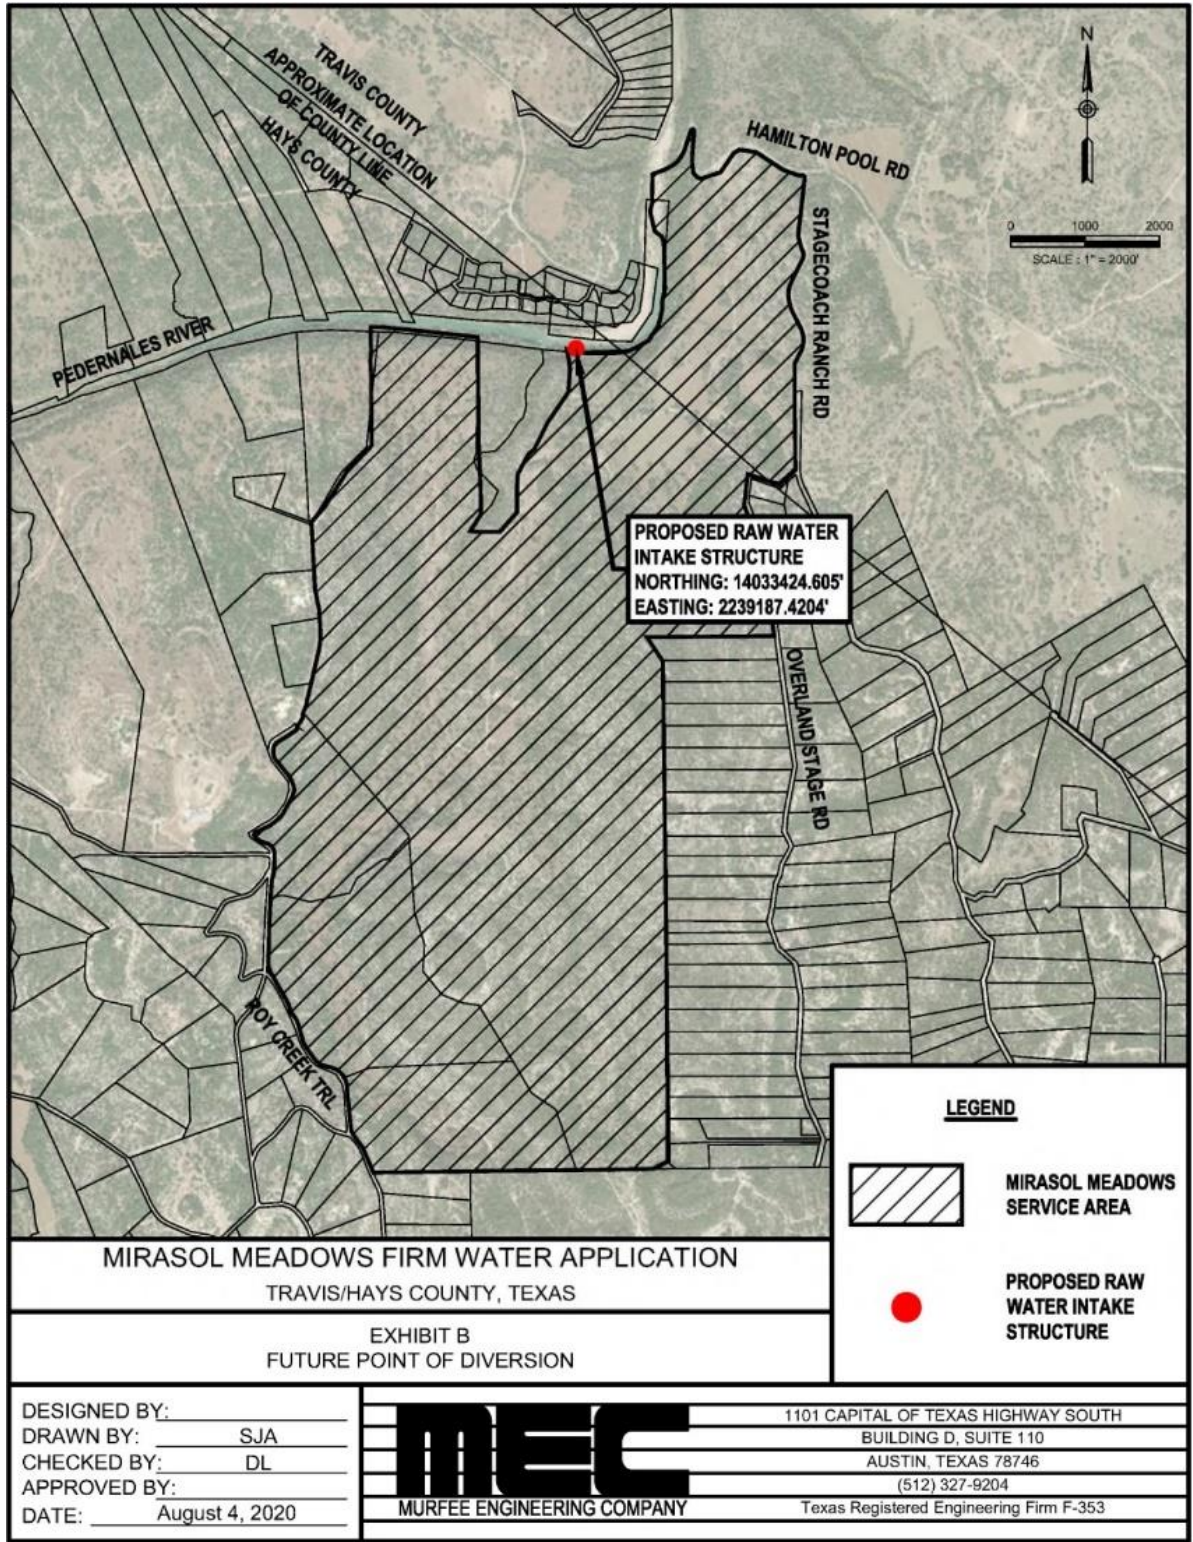 TRAVIS COUNTY
APPROXIMATE LOCATION
OF COUNTY LINE
HAYS COUNTY
N
HAMILTON POOL RD
0 1000 2000
SCALE : 1" = 2000'
STAGECOACH RANCH RD
PEDERNALES RIVER
PROPOSED RAW WATER
INTAKE STRUCTURE
NORTHING: 14033424.605'
EASTING: 2239187.4204'
OVERLAND STAGE RD
ROY CREEK TRL
LEGEND
MIRASOL MEADOWS
SERVICE AREA
PROPOSED RAW
WATER INTAKE
STRUCTURE
MIRASOL MEADOWS FIRM WATER APPLICATION
TRAVIS/HAYS COUNTY, TEXAS
EXHIBIT B
FUTURE POINT OF DIVERSION
DESIGNED BY:
DRAWN BY: SJA
CHECKED BY: DL
APPROVED BY:
DATE: August 4, 2020
MEC
MURFEE ENGINEERING COMPANY
1101 CAPITAL OF TEXAS HIGHWAY SOUTH
BUILDING D, SUITE 110
AUSTIN, TEXAS 78746
(512) 327-9204
Texas Registered Engineering Firm F-353